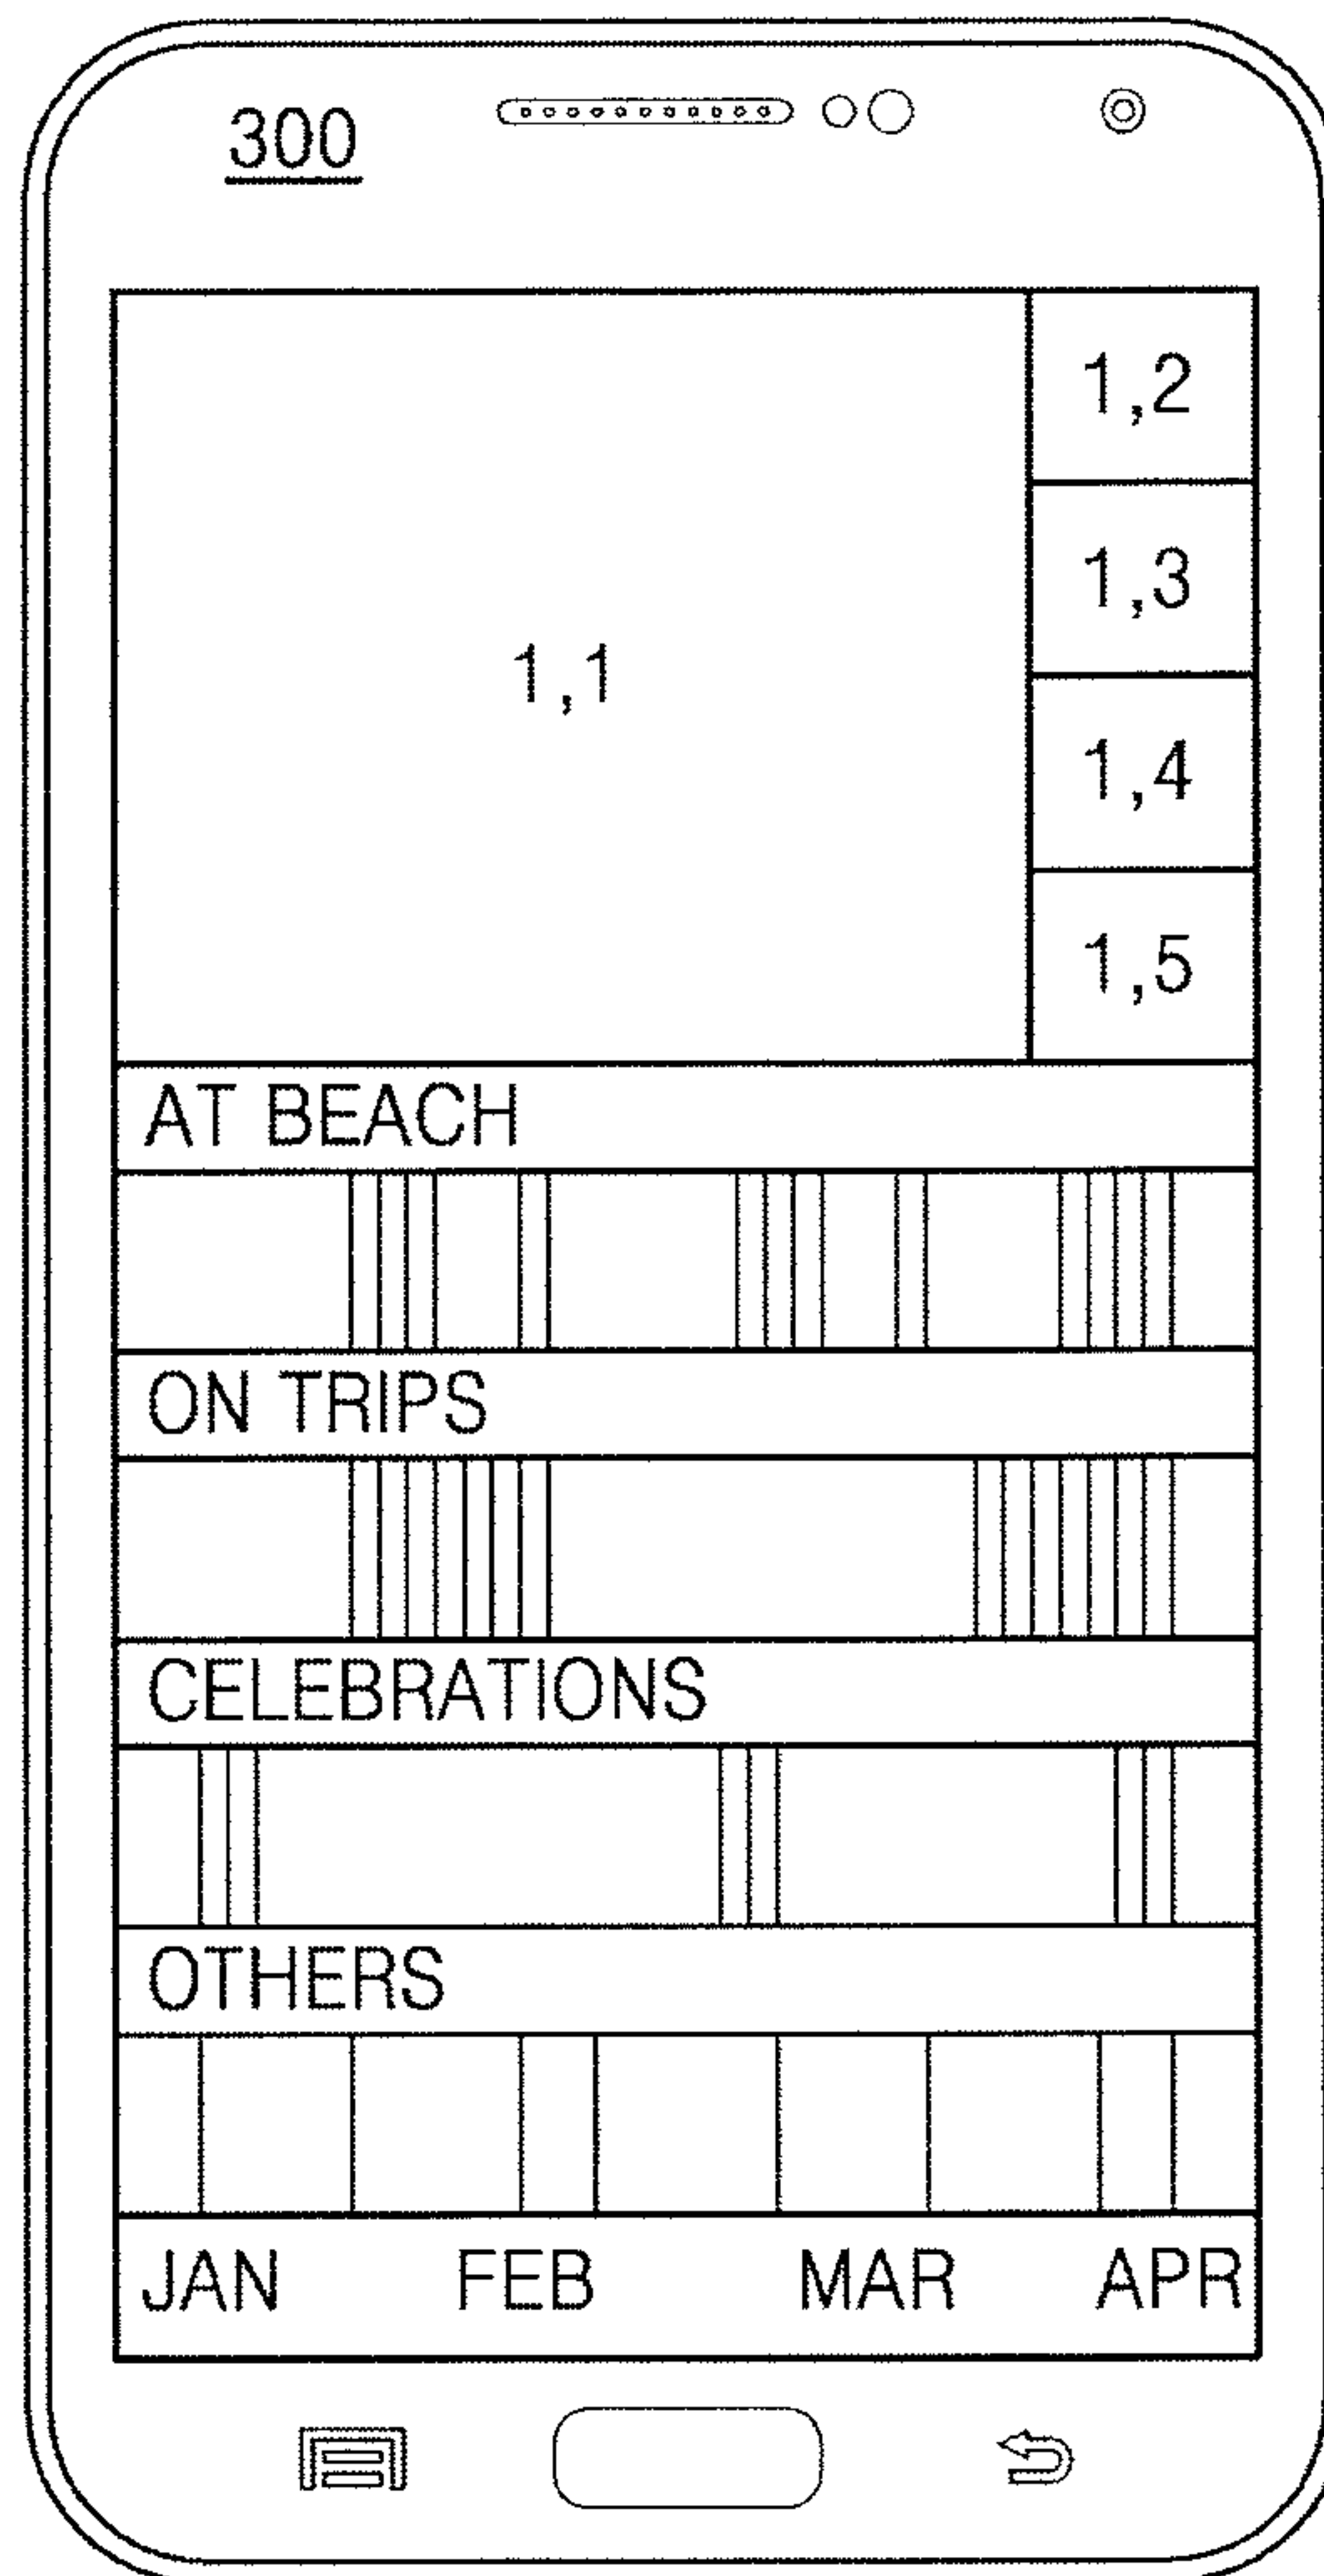 300
1,2
1,3
1,1
1,4
1,5
AT BEACH
ON TRIPS
CELEBRATIONS
OTHERS
JAN FEB MAR APR